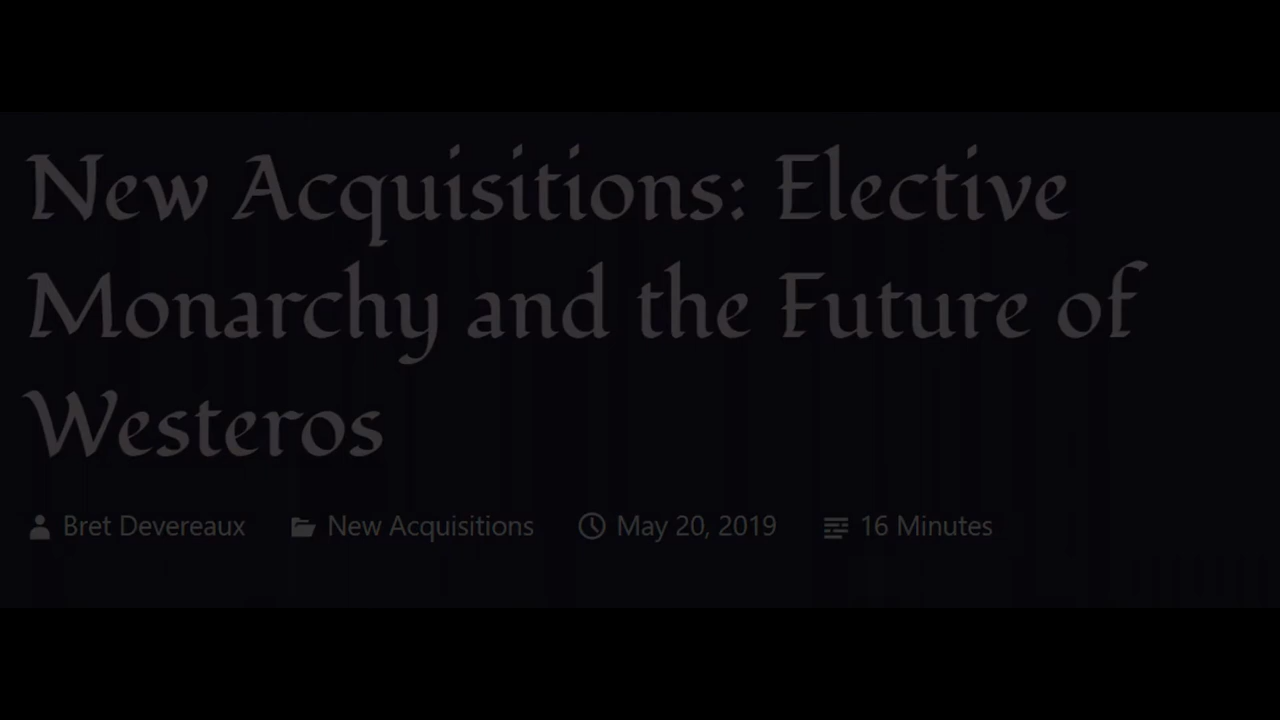 New Acquisitions: Elective
Monarchy and the Future of
Westeros
Bret Devereaux New Acquisitions May 20, 2019 16 Minutes